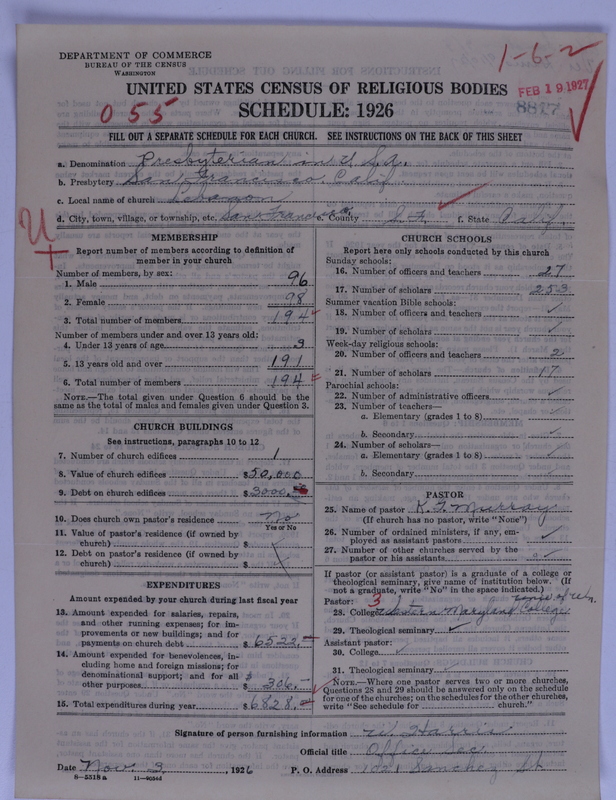 DEPARTMENT OF COMMERCE
BUREAU OF THE CENSUS
WASHINGTON
1-6-2
UNITED STATES CENSUS OF RELIGIOUS BODIES
FEB 19 1927
8817
055
SCHEDULE: 1926
FILL OUT A SEPARATE SCHEDULE FOR EACH CHURCH. SEE INSTRUCTIONS ON THE BACK OF THIS SHEET
a. Denomination Presbyterian in U.S.A.
b. Presbytery San Francisco, Calif.
c. Local name of church Lebanon
d. City, town, village, or township, etc. San Franc e. County S.F. f. State Calif.
U
MEMBERSHIP
Report number of members according to definition of member in your church
Number of members, by sex:
1. Male 96
2. Female 98
3. Total number of members 194
Number of members under and over 13 years old:
4. Under 13 years of age 3
5. 13 years old and over 191
6. Total number of members 194
NOTE.—The total given under Question 6 should be the
same as the total of males and females given under Question 3.
CHURCH BUILDINGS
See instructions, paragraphs 10 to 12
7. Number of church edifices 1
8. Value of church edifices $50,000
9. Debt on church edifices $3000.
10. Does church own pastor's residence No
Yes or No
11. Value of pastor's residence (if owned by
church) $
12. Debt on pastor's residence (if owned by
church) $
EXPENDITURES
Amount expended by your church during last fiscal year
13. Amount expended for salaries, repairs,
and other running expenses; for im-
provements or new buildings; and for
payments on church debt $6522.—
14. Amount expended for benevolences, in-
cluding home and foreign missions; for
denominational support; and for all
other purposes $306.—
15. Total expenditures during year $6828.—
CHURCH SCHOOLS
Report here only schools conducted by this church
Sunday schools:
16. Number of officers and teachers 27
17. Number of scholars 253
Summer vacation Bible schools:
18. Number of officers and teachers ✓
19. Number of scholars ✓
Week-day religious schools:
20. Number of officers and teachers 2
21. Number of scholars 17
Parochial schools:
22. Number of administrative officers ✓
23. Number of teachers—
a. Elementary (grades 1 to 8) ✓
b. Secondary ✓
24. Number of scholars—
a. Elementary (grades 1 to 8) ✓
b. Secondary ✓
PASTOR
25. Name of pastor Murray
(If church has no pastor, write "None")
26. Number of ordained ministers, if any, em-
ployed as assistant pastors ✓
27. Number of other churches served by the
pastor or his assistants ✓
If pastor (or assistant pastor) is a graduate of a college or
theological seminary, give name of institution below. (If
not a graduate, write "No" in the space indicated.)
Pastor: 3
28. College Western Maryland College
29. Theological seminary ✓
Assistant pastor:
30. College ✓
31. Theological seminary ✓
NOTE.—Where one pastor serves two or more churches,
Questions 28 and 29 should be answered only on the schedule
for one of the churches; on the schedules for the other churches,
write "See schedule for church."
Signature of person furnishing information Harris
Official title Office Sec.
Date Nov. 3, 1926 P. O. Address 1021 Sanchez St
8-5518 a